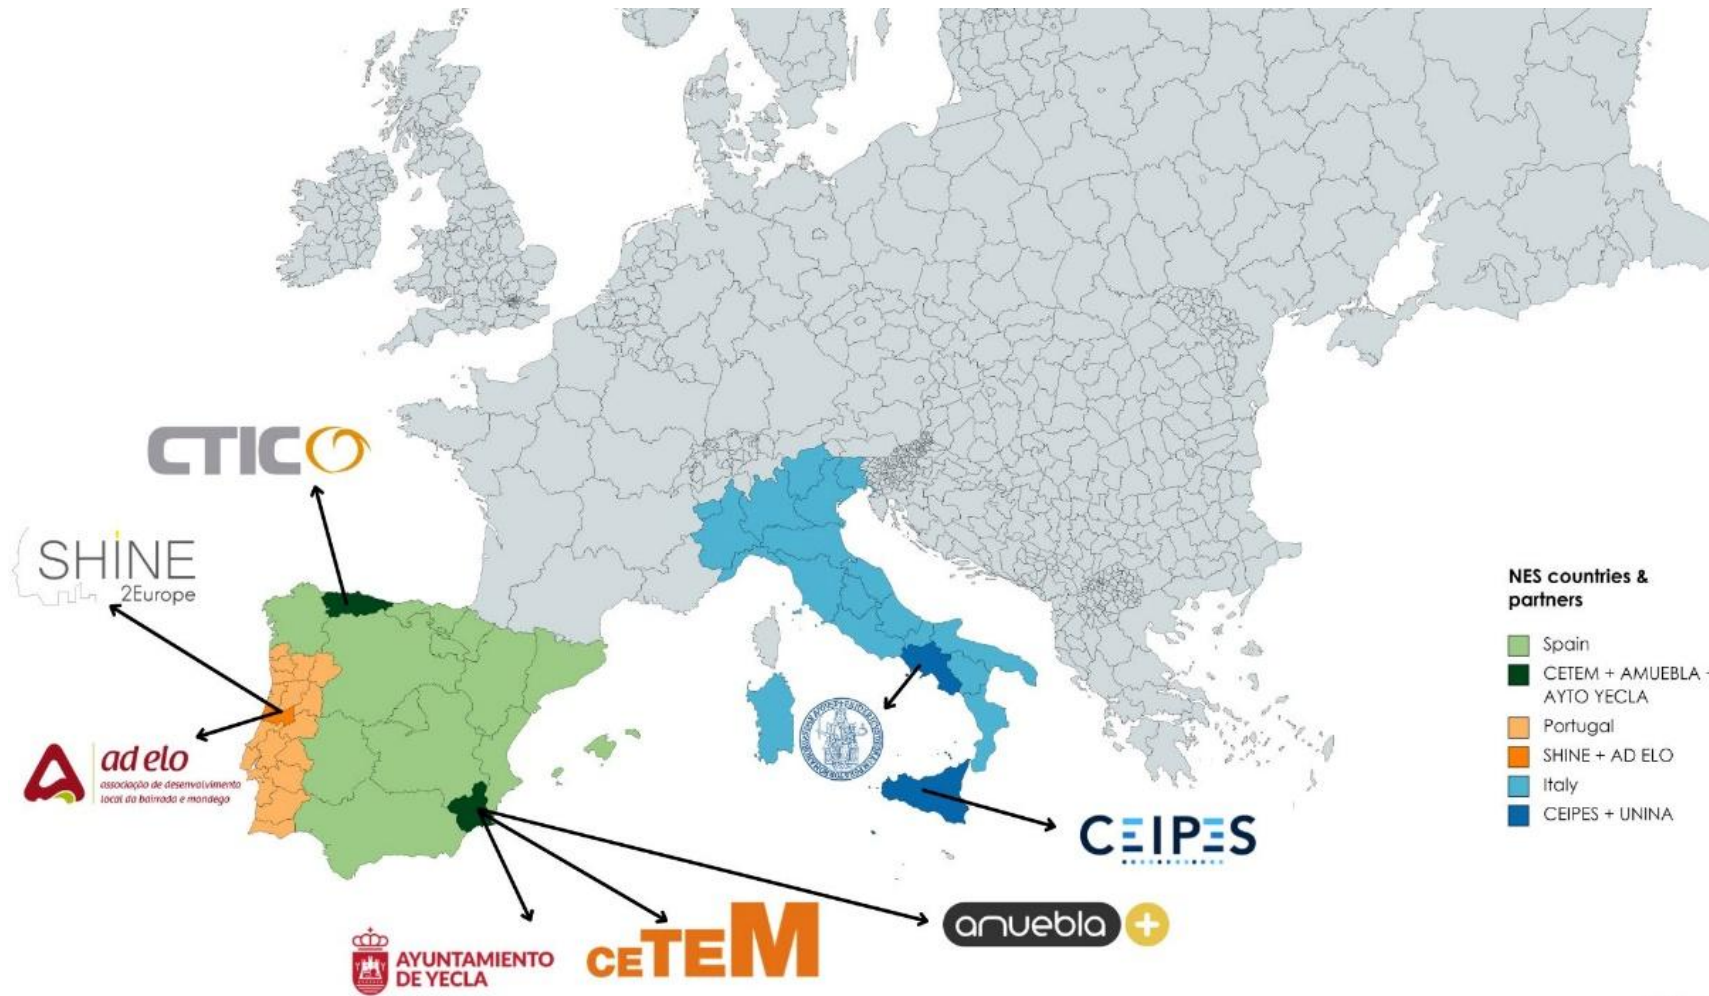 CTIC
SHINE
2Europe
ad elo
associação de desenvolvimento
local da bairrada e mondego
AYUNTAMIENTO
DE YECLA
CETEM
amuebla +
CEIPES
NES countries &
partners
Spain
CETEM + AMUEBLA +
AYTO YECLA
Portugal
SHINE + AD ELO
Italy
CEIPES + UNINA